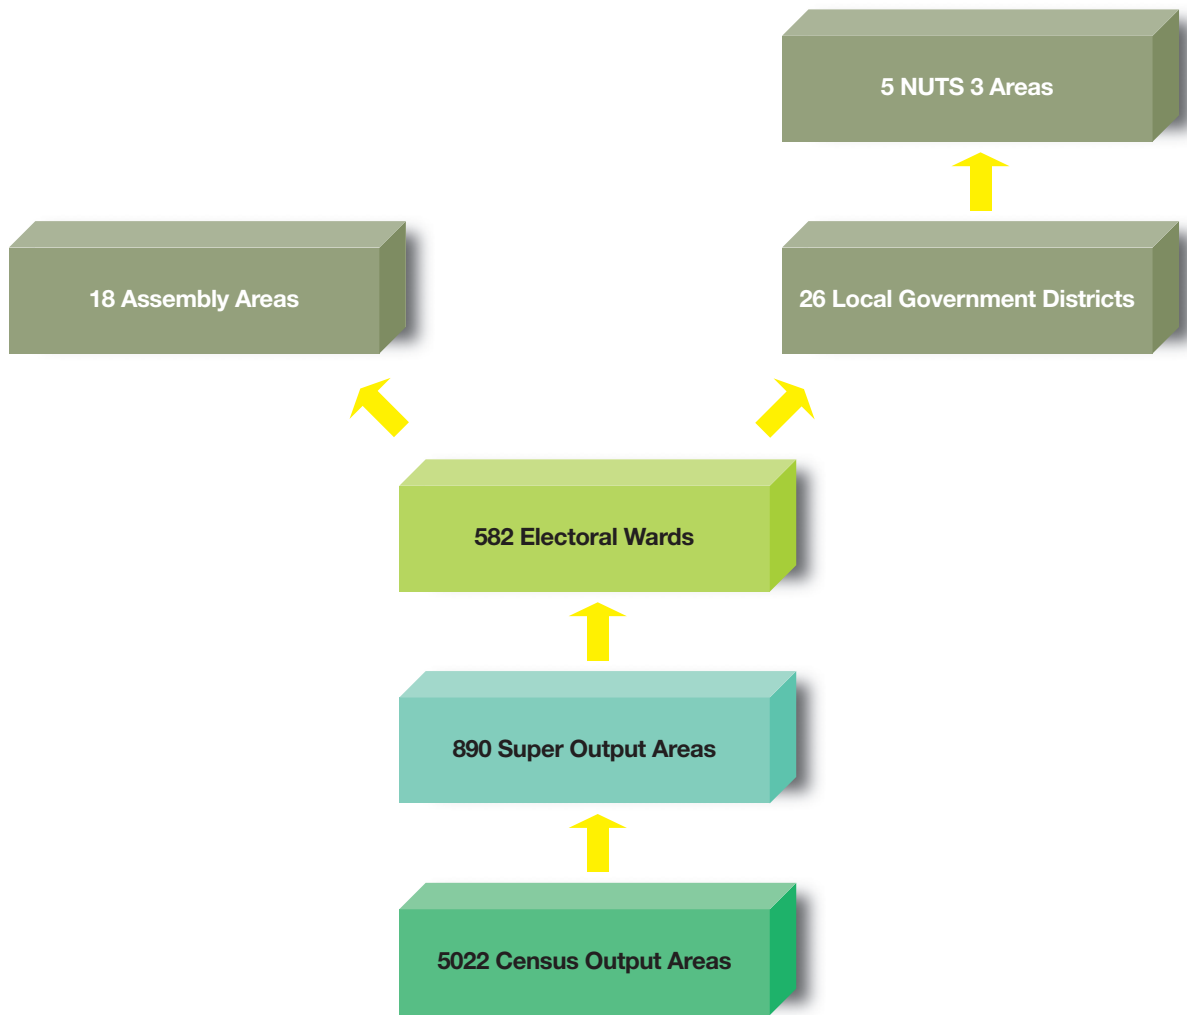 5 NUTS 3 Areas
18 Assembly Areas
26 Local Government Districts
582 Electoral Wards
890 Super Output Areas
5022 Census Output Areas